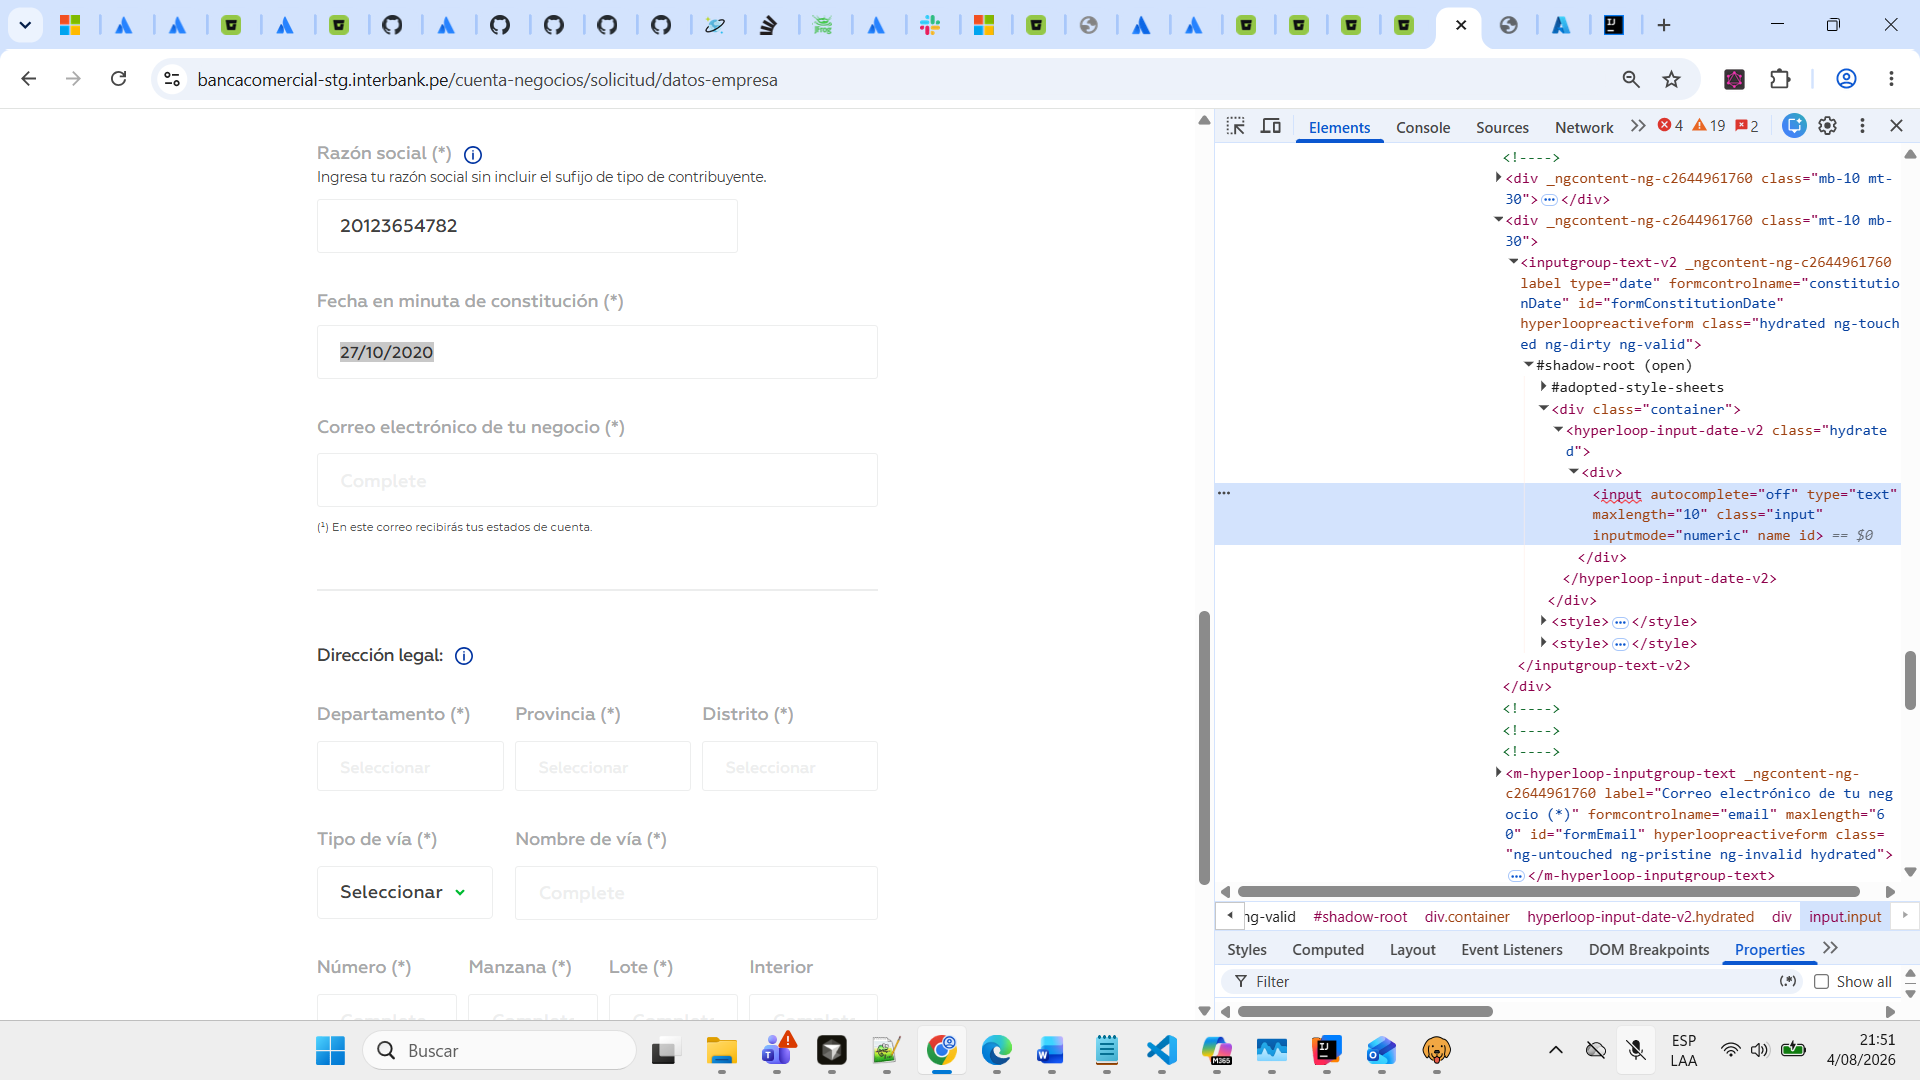 bancacomercial-stg.interbank.pe/cuenta-negocios/solicitud/datos-empresa
Razón social (*)
Ingresa tu razón social sin incluir el sufijo de tipo de contribuyente.
20123654782
Fecha en minuta de constitución (*)
27/10/2020
Correo electrónico de tu negocio (*)
Complete
(¹) En este correo recibirás tus estados de cuenta.
Dirección legal:
Departamento (*) Provincia (*) Distrito (*)
Seleccionar Seleccionar Seleccionar
Tipo de vía (*) Nombre de vía (*)
Seleccionar Complete
Número (*) Manzana (*) Lote (*) Interior
Complete Complete Complete Complete
Elements Console Sources Network 4 19 2
<!---->
<div _ngcontent-ng-c2644961760 class="mb-10 mt-
30"> ••• </div>
<div _ngcontent-ng-c2644961760 class="mt-10 mb-
30">
<inputgroup-text-v2 _ngcontent-ng-c2644961760
label type="date" formcontrolname="constitutio
nDate" id="formConstitutionDate"
hyperloopreactiveform class="hydrated ng-touch
ed ng-dirty ng-valid">
#shadow-root (open)
#adopted-style-sheets
<div class="container">
<hyperloop-input-date-v2 class="hydrate
d">
<div>
<input autocomplete="off" type="text"
maxlength="10" class="input"
inputmode="numeric" name id> == $0
</div>
</hyperloop-input-date-v2>
</div>
<style> ••• </style>
<style> ••• </style>
</inputgroup-text-v2>
</div>
<!---->
<!---->
<!---->
<m-hyperloop-inputgroup-text _ngcontent-ng-
c2644961760 label="Correo electrónico de tu neg
ocio (*)" formcontrolname="email" maxlength="6
0" id="formEmail" hyperloopreactiveform class=
"ng-untouched ng-pristine ng-invalid hydrated">
••• </m-hyperloop-inputgroup-text>
ng-valid #shadow-root div.container hyperloop-input-date-v2.hydrated div input.input
Styles Computed Layout Event Listeners DOM Breakpoints Properties
Filter (.*) Show all
Buscar
ESP
LAA
21:51
4/08/2026